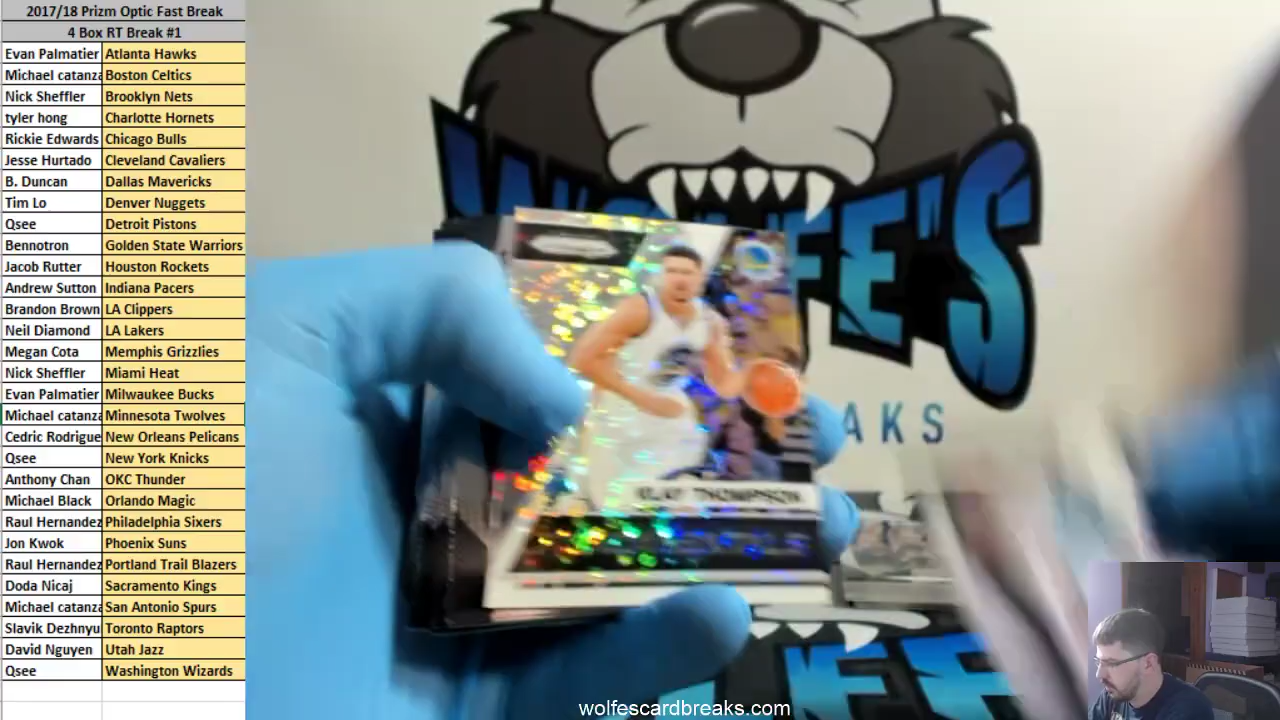 2017/18 Prizm Optic Fast Break
4 Box RT Break #1
Evan Palmatier Atlanta Hawks
Michael catanza Boston Celtics
Nick Sheffler Brooklyn Nets
tyler hong Charlotte Hornets
Rickie Edwards Chicago Bulls
Jesse Hurtado Cleveland Cavaliers
B. Duncan Dallas Mavericks
Tim Lo Denver Nuggets
Qsee Detroit Pistons
Bennotron Golden State Warriors
Jacob Rutter Houston Rockets
Andrew Sutton Indiana Pacers
Brandon Brown LA Clippers
Neil Diamond LA Lakers
Megan Cota Memphis Grizzlies
Nick Sheffler Miami Heat
Evan Palmatier Milwaukee Bucks
Michael catanza Minnesota Twolves
Cedric Rodrigue New Orleans Pelicans
Qsee New York Knicks
Anthony Chan OKC Thunder
Michael Black Orlando Magic
Raul Hernandez Philadelphia Sixers
Jon Kwok Phoenix Suns
Raul Hernandez Portland Trail Blazers
Doda Nicaj Sacramento Kings
Michael catanza San Antonio Spurs
Slavik Dezhnyu Toronto Raptors
David Nguyen Utah Jazz
Qsee Washington Wizards
WOLFE'S
AKS
KLAY THOMPSON
wolfescardbreaks.com